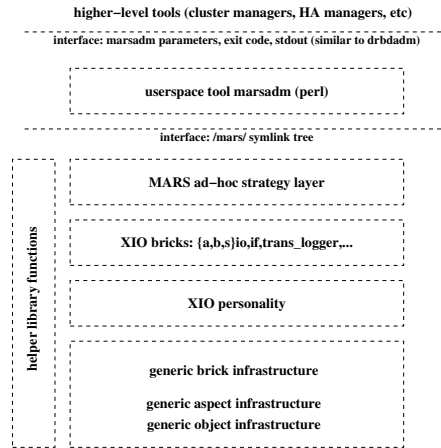 higher−level tools (cluster managers, HA managers, etc)
interface: marsadm parameters, exit code, stdout (similar to drbdadm)
userspace tool marsadm (perl)
interface: /mars/ symlink tree
MARS ad−hoc strategy layer
XIO bricks: {a,b,s}io,if,trans_logger,...
XIO personality
helper library functions
generic brick infrastructure
generic aspect infrastructure
generic object infrastructure